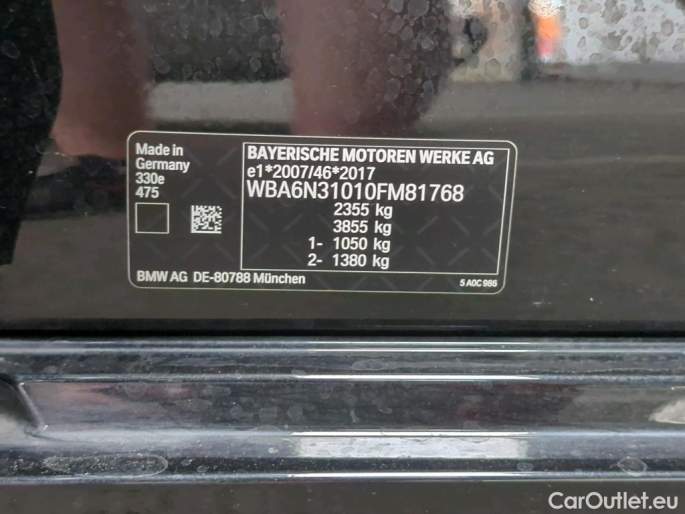 Made in
Germany
330e
475
BAYERISCHE MOTOREN WERKE AG
e1*2007/46*2017
WBA6N31010FM81768
2355 kg
3855 kg
1- 1050 kg
2- 1380 kg
BMW AG DE-80788 München
5 A0C 986
CarOutlet.eu